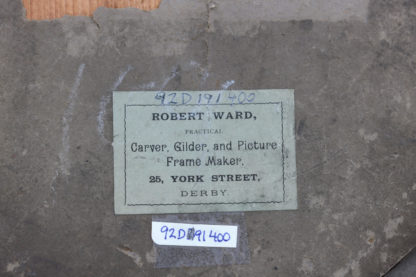 92D191400
ROBERT WARD,
PRACTICAL
Carver, Gilder, and Picture
Frame Maker,
25, YORK STREET,
DERBY.
92D191400